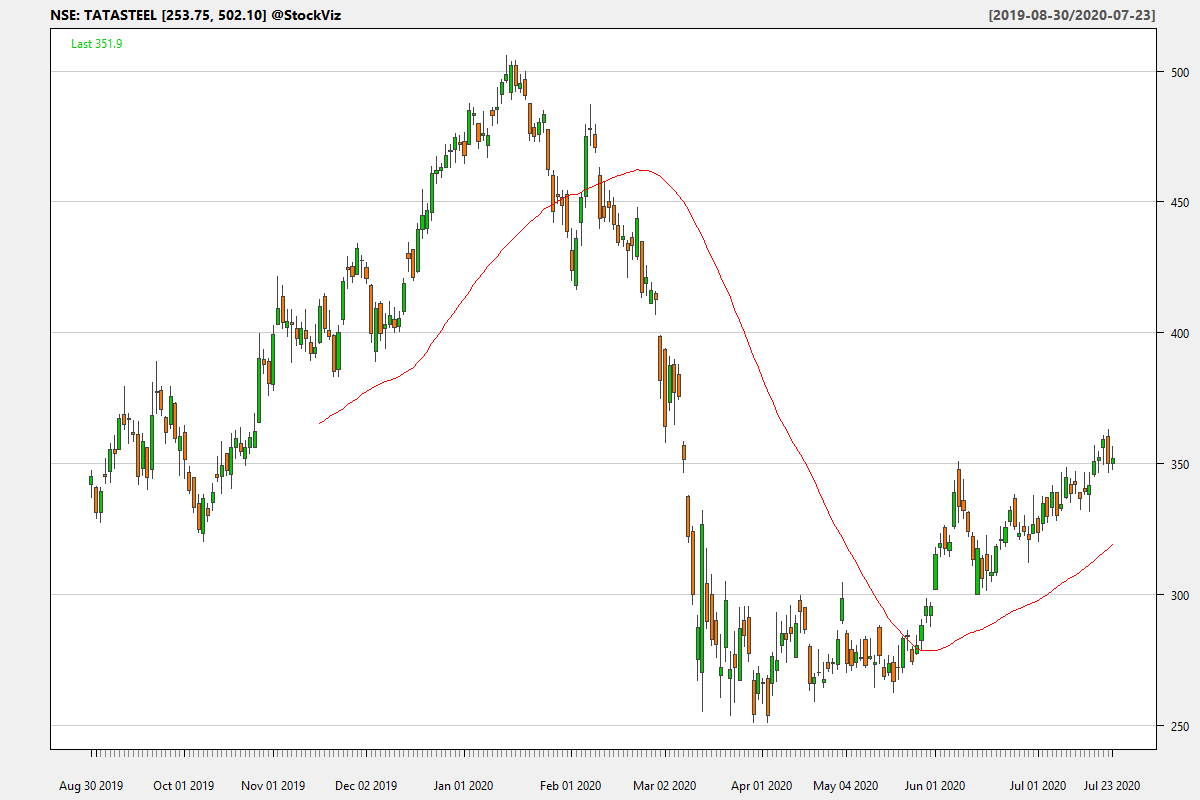 NSE: TATASTEEL [253.75, 502.10] @StockViz [2019-08-30/2020-07-23]
Last 351.9
500
450
400
350
300
250
Aug 30 2019 Oct 01 2019 Nov 01 2019 Dec 02 2019 Jan 01 2020 Feb 01 2020 Mar 02 2020 Apr 01 2020 May 04 2020 Jun 01 2020 Jul 01 2020 Jul 23 2020